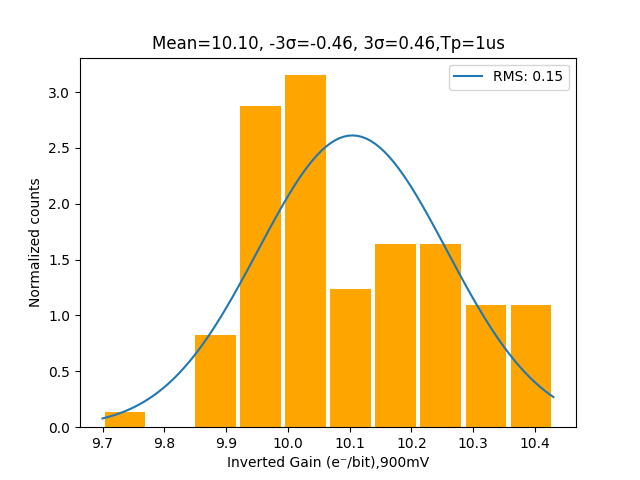 Mean=10.10, -3σ=-0.46, 3σ=0.46,Tp=1us
RMS: 0.15
Normalized counts
3.0
2.5
2.0
1.5
1.0
0.5
0.0
9.7 9.8 9.9 10.0 10.1 10.2 10.3 10.4
Inverted Gain (e⁻/bit),900mV